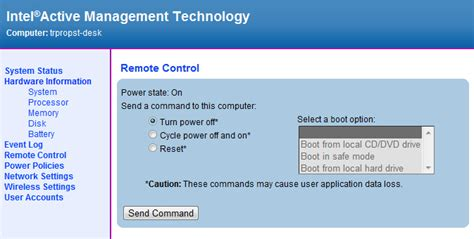 Intel®Active Management Technology
Computer: trpropst-desk
System Status
Hardware Information
System
Processor
Memory
Disk
Battery
Event Log
Remote Control
Power Policies
Network Settings
Wireless Settings
User Accounts
Remote Control
Power state: On
Send a command to this computer:
Turn power off*
Cycle power off and on*
Reset*
Select a boot option:
Boot from local CD/DVD drive
Boot in safe mode
Boot from local hard drive
*Caution: These commands may cause user application data loss.
Send Command